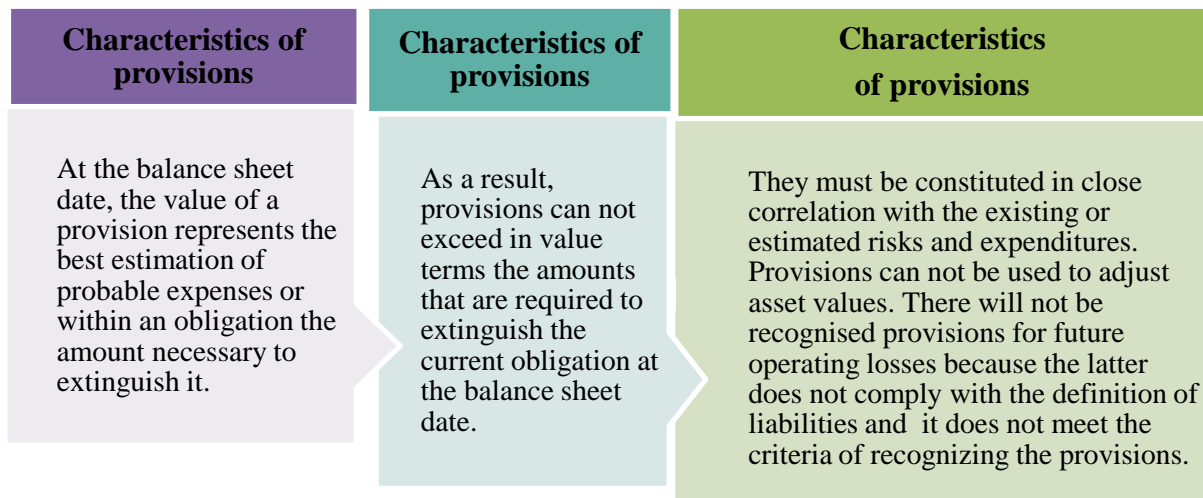 Characteristics of
provisions
At the balance sheet
date, the value of a
provision represents the
best estimation of
probable expenses or
within an obligation the
amount necessary to
extinguish it.
Characteristics of
provisions
As a result,
provisions can not
exceed in value
terms the amounts
that are required to
extinguish the
current obligation at
the balance sheet
date.
Characteristics
of provisions
They must be constituted in close
correlation with the existing or
estimated risks and expenditures.
Provisions can not be used to adjust
asset values. There will not be
recognised provisions for future
operating losses because the latter
does not comply with the definition of
liabilities and  it does not meet the
criteria of recognizing the provisions.